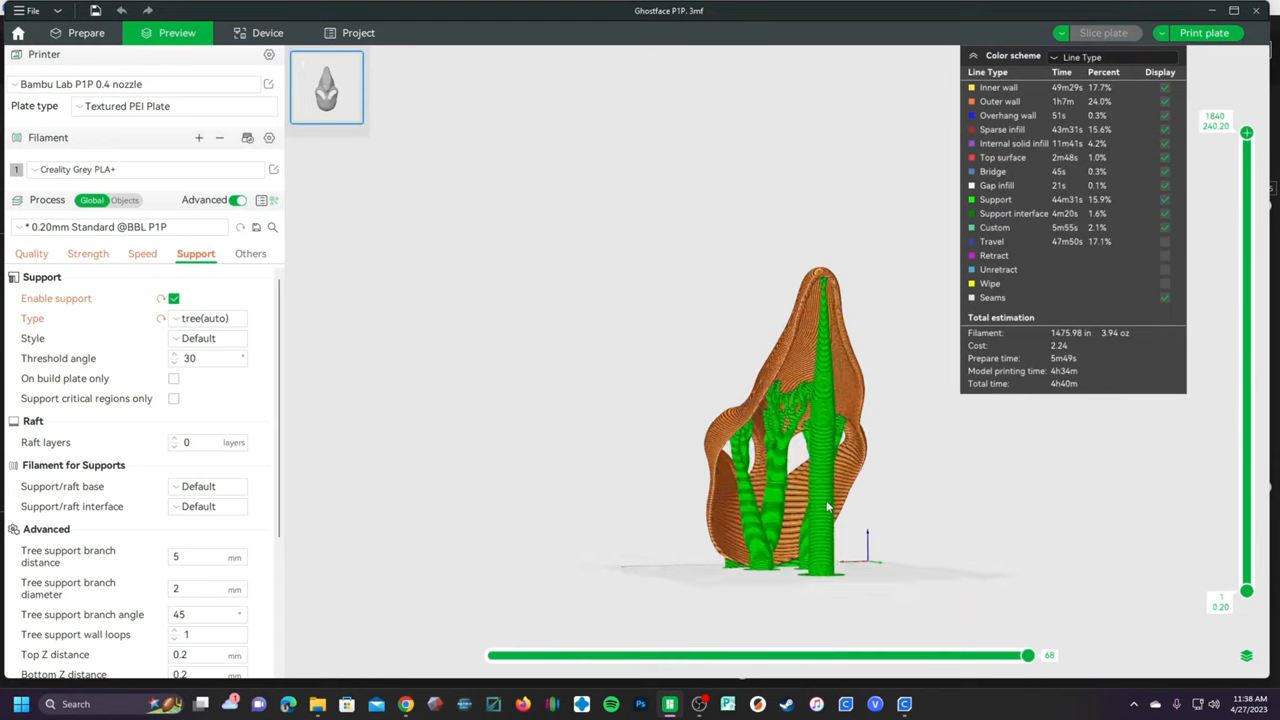 File
Ghostface P1P. 3mf
Prepare
Preview
Device
Project
Slice plate
Print plate
Printer
Bambu Lab P1P 0.4 nozzle
Plate type
Textured PEI Plate
Filament
1
Creality Grey PLA+
Process
Global
Objects
Advanced
* 0.20mm Standard @BBL P1P
Quality
Strength
Speed
Support
Others
Support
Enable support
Type
tree(auto)
Style
Default
Threshold angle
30
°
On build plate only
Support critical regions only
Raft
Raft layers
0
layers
Filament for Supports
Support/raft base
Default
Support/raft interface
Default
Advanced
Tree support branch
distance
5
mm
Tree support branch
diameter
2
mm
Tree support branch angle
45
°
Tree support wall loops
1
Top Z distance
0.2
mm
Bottom Z distance
0.2
mm
1
Color scheme
Line Type
Line Type Time Percent Display
Inner wall 49m29s 17.7%
Outer wall 1h7m 24.0%
Overhang wall 51s 0.3%
Sparse infill 43m31s 15.6%
Internal solid infill 11m41s 4.2%
Top surface 2m48s 1.0%
Bridge 45s 0.3%
Gap infill 21s 0.1%
Support 44m31s 15.9%
Support interface 4m20s 1.6%
Custom 5m55s 2.1%
Travel 47m50s 17.1%
Retract
Unretract
Wipe
Seams
Total estimation
Filament: 1475.98 in 3.94 oz
Cost: 2.24
Prepare time: 5m49s
Model printing time: 4h34m
Total time: 4h40m
1840
240.20
1
0.20
68
Search
1
11:38 AM
4/27/2023